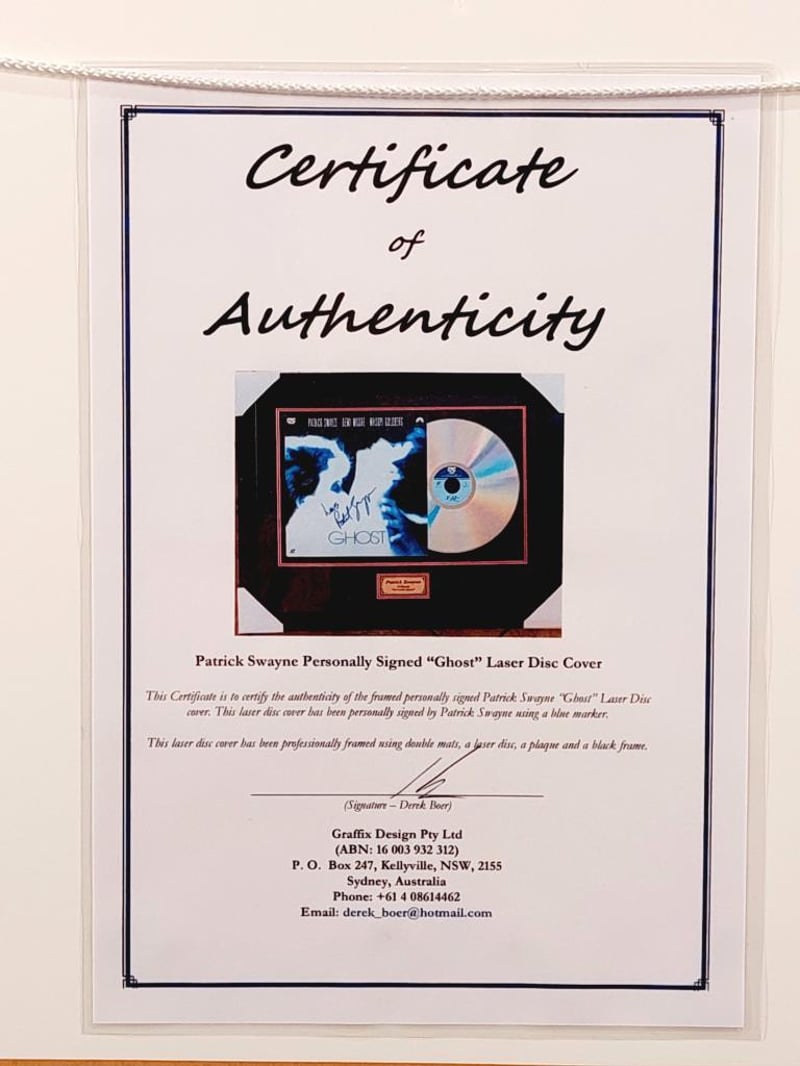 Certificate
of
Authenticity
PATRICK SWAYZE DEMI MOORE WHOOPI GOLDBERG
GHOST
Patrick Swayne Personally Signed “Ghost” Laser Disc Cover
This Certificate is to certify the authenticity of the framed personally signed Patrick Swayne “Ghost” Laser Disc
cover. This laser disc cover has been personally signed by Patrick Swayne using a blue marker.
This laser disc cover has been professionally framed using double mats, a laser disc, a plaque and a black frame.
(Signature – Derek Boer)
Graffix Design Pty Ltd
(ABN: 16 003 932 312)
P. O. Box 247, Kellyville, NSW, 2155
Sydney, Australia
Phone: +61 4 08614462
Email: derek_boer@hotmail.com